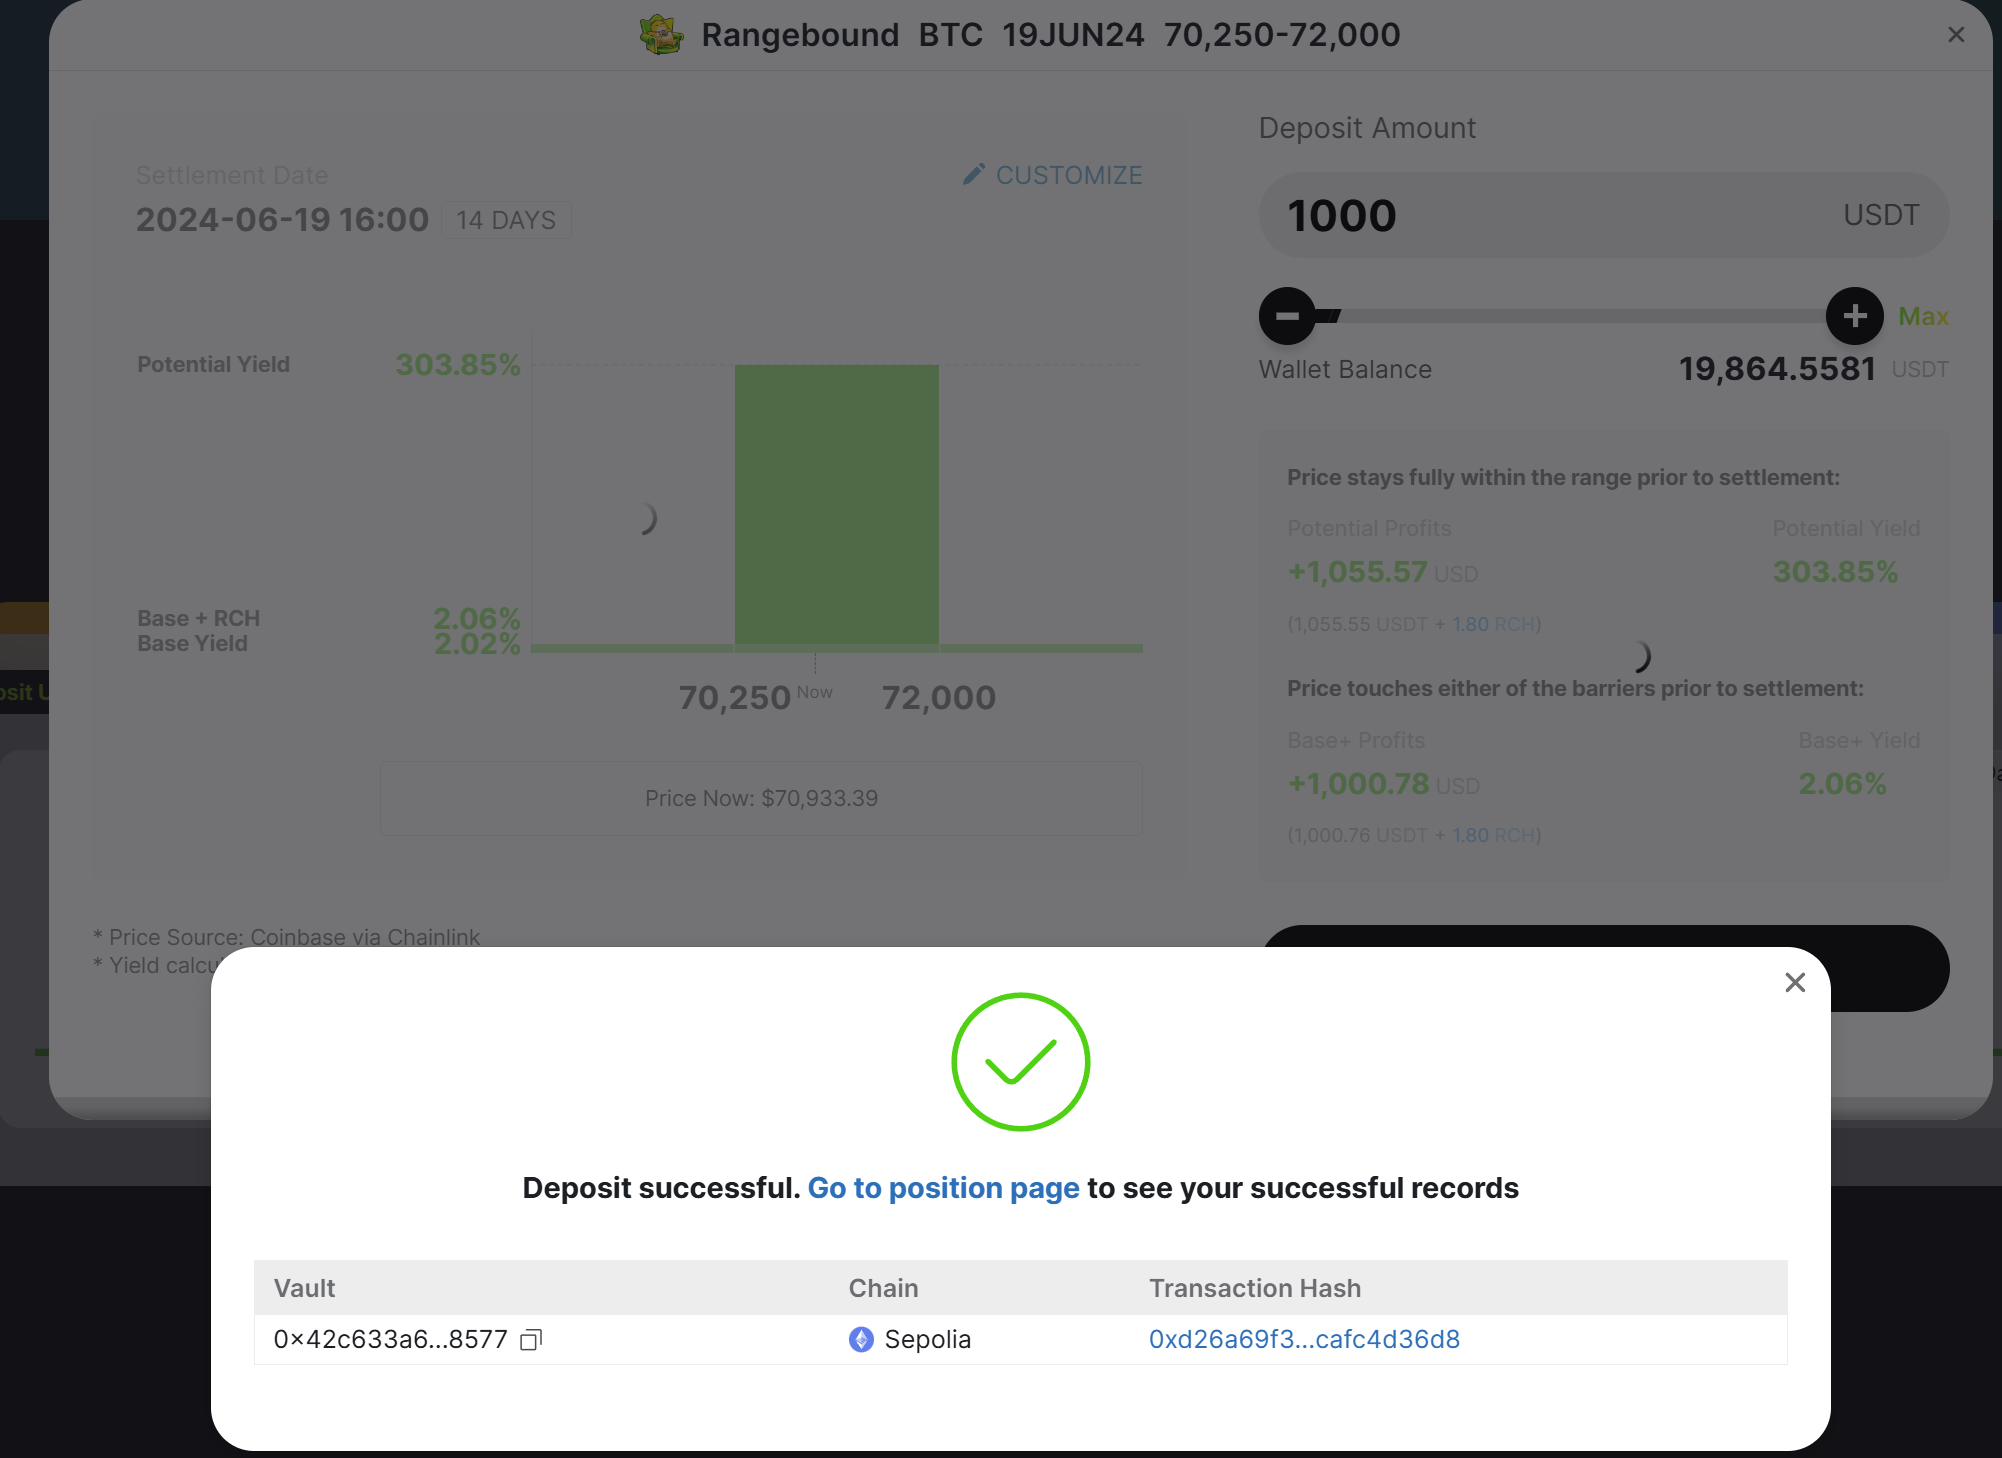 Rangebound BTC 19JUN24 70,250-72,000
Settlement Date
CUSTOMIZE
2024-06-19 16:00 14 DAYS
Potential Yield 303.85%
Base + RCH 2.06%
Base Yield 2.02%
70,250 Now 72,000
Price Now: $70,933.39
* Price Source: Coinbase via Chainlink
* Yield
Deposit Amount
1000 USDT
Max
Wallet Balance 19,864.5581 USDT
Price stays fully within the range prior to settlement:
Potential Profits Potential Yield
+1,055.57 USD 303.85%
(1,055.55 USDT + 1.80 RCH)
Price touches either of the barriers prior to settlement:
Base+ Profits Base+ Yield
+1,000.78 USD 2.06%
(1,000.76 USDT + 1.80 RCH)
Deposit successful. Go to position page to see your successful records
Vault Chain Transaction Hash
0x42c633a6...8577 Sepolia 0xd26a69f3...cafc4d36d8